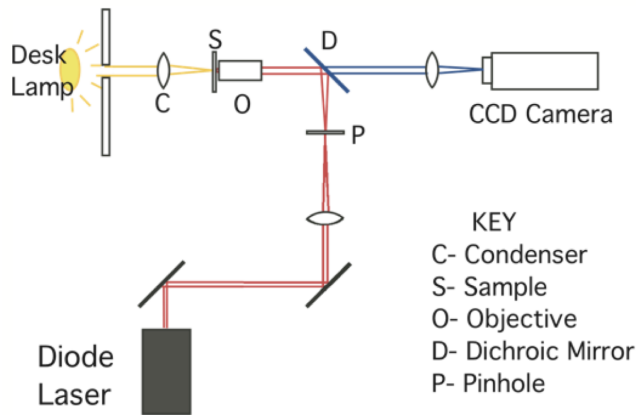 Desk
Lamp
C
S
O
D
CCD Camera
P
Diode
Laser
KEY
C- Condenser
S- Sample
O- Objective
D- Dichroic Mirror
P- Pinhole